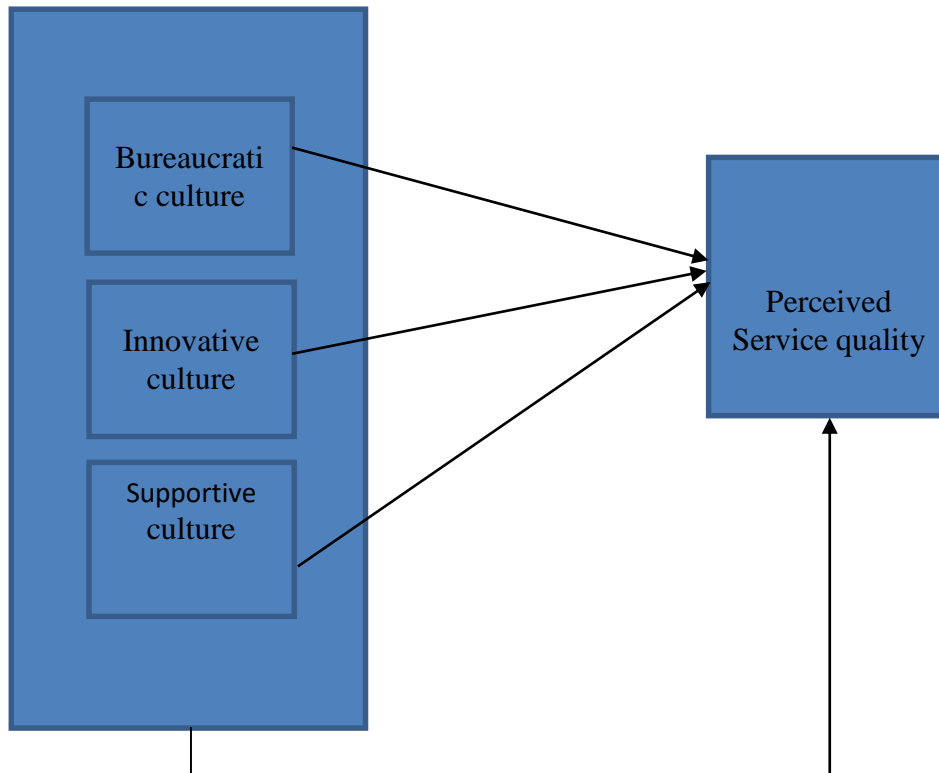 Bureaucrati
c culture
Innovative
culture
Supportive
culture
Perceived
Service quality